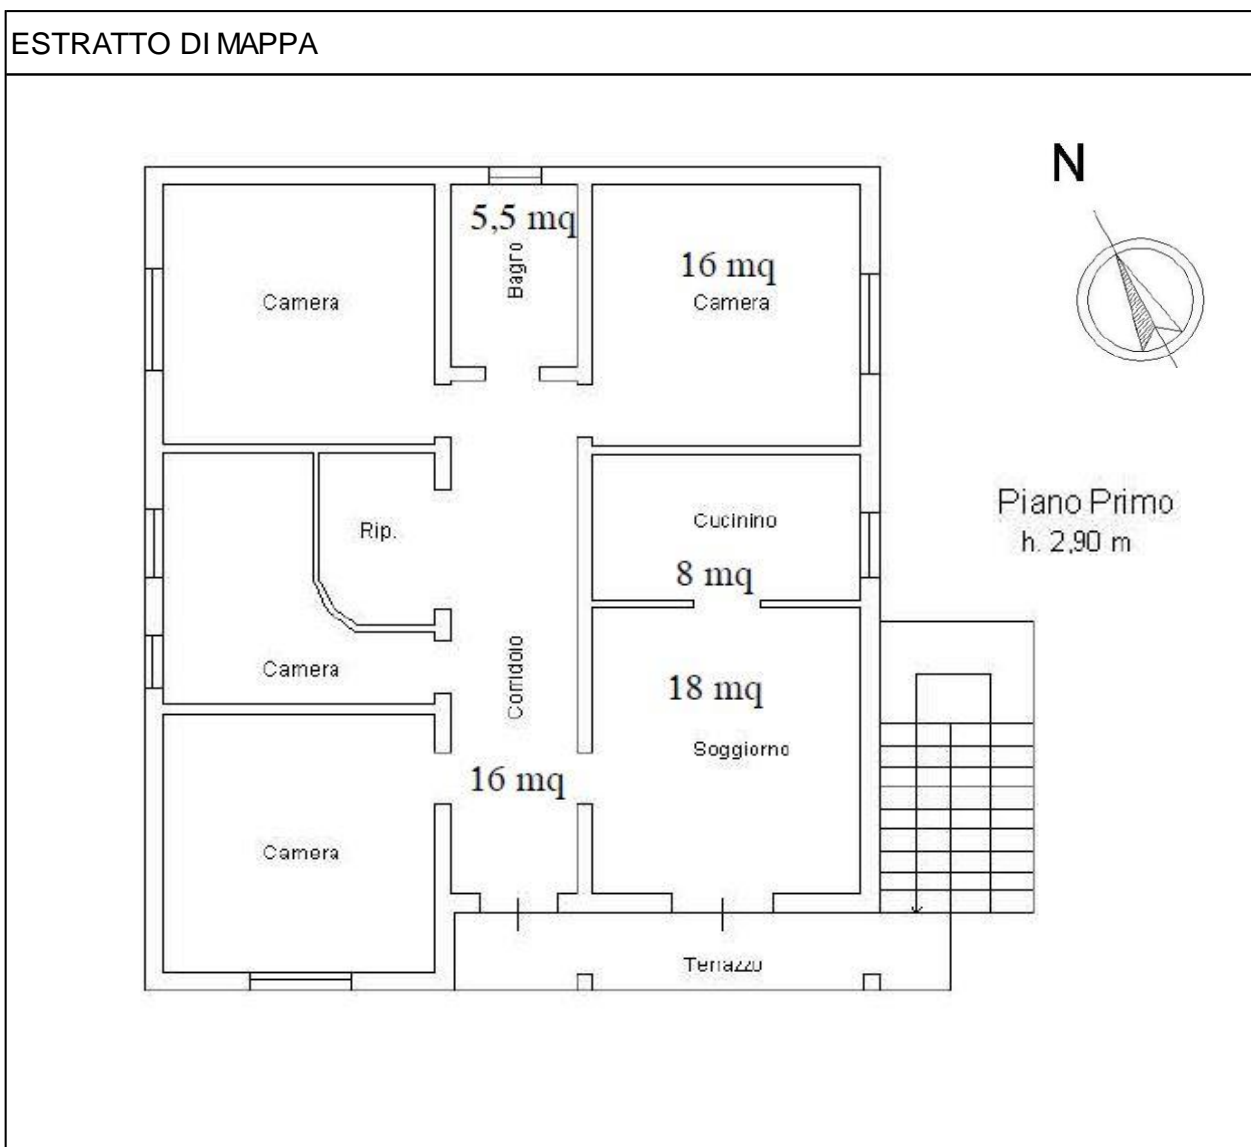 ESTRATTO DI MAPPA
N
5,5 mq
Bagno
16 mq
Camera
Camera
Cucinino
8 mq
Piano Primo
h. 2,90 m
Rip.
Camera
Corridoio
18 mq
Soggiorno
16 mq
Camera
Terrazzo